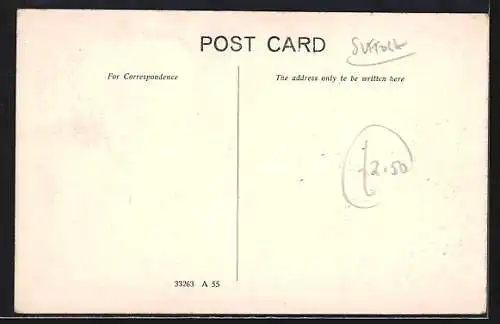 POST CARD
SUFFOLK
For Correspondence
The address only to be written here
£2.50
33263 A 55